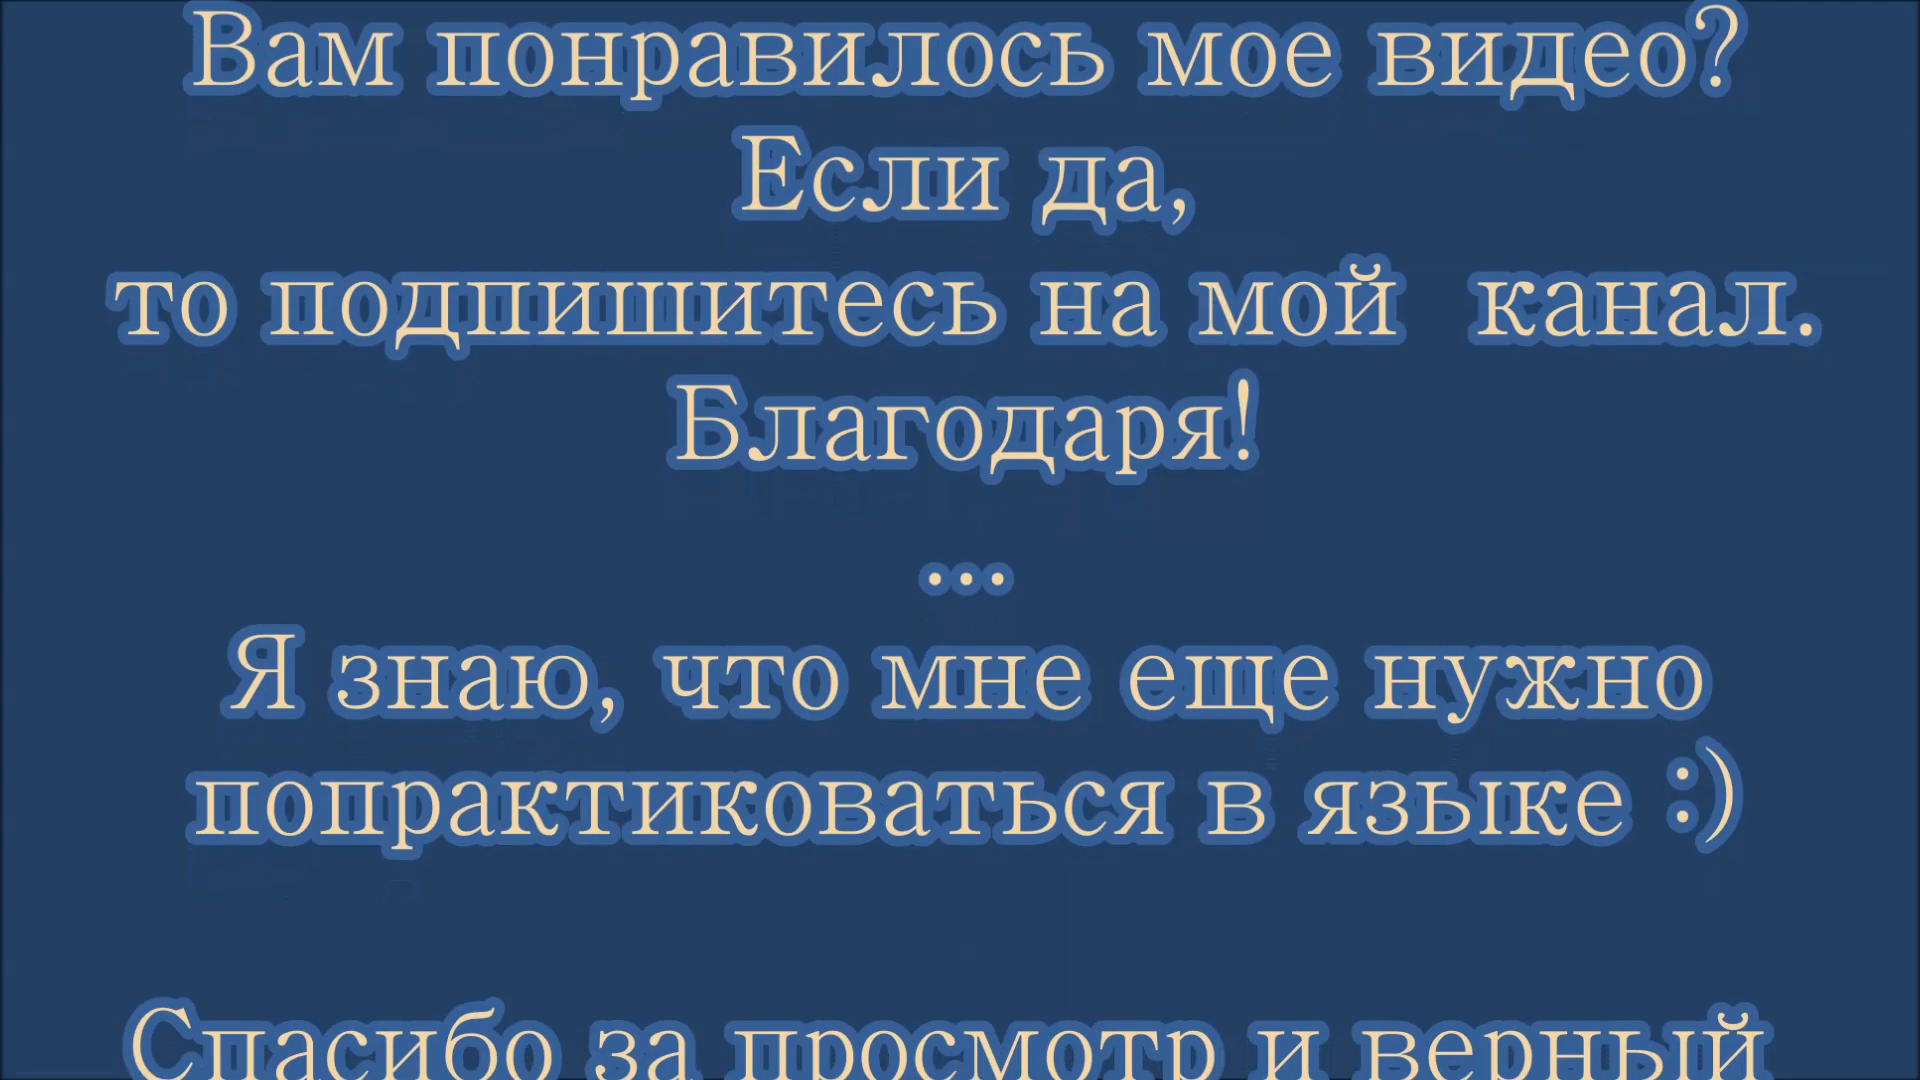 Вам понравилось мое видео?
Если да,
то подпишитесь на мой канал.
Благодаря!
...
Я знаю, что мне еще нужно
попрактиковаться в языке :)
Спасибо за просмотр и верный